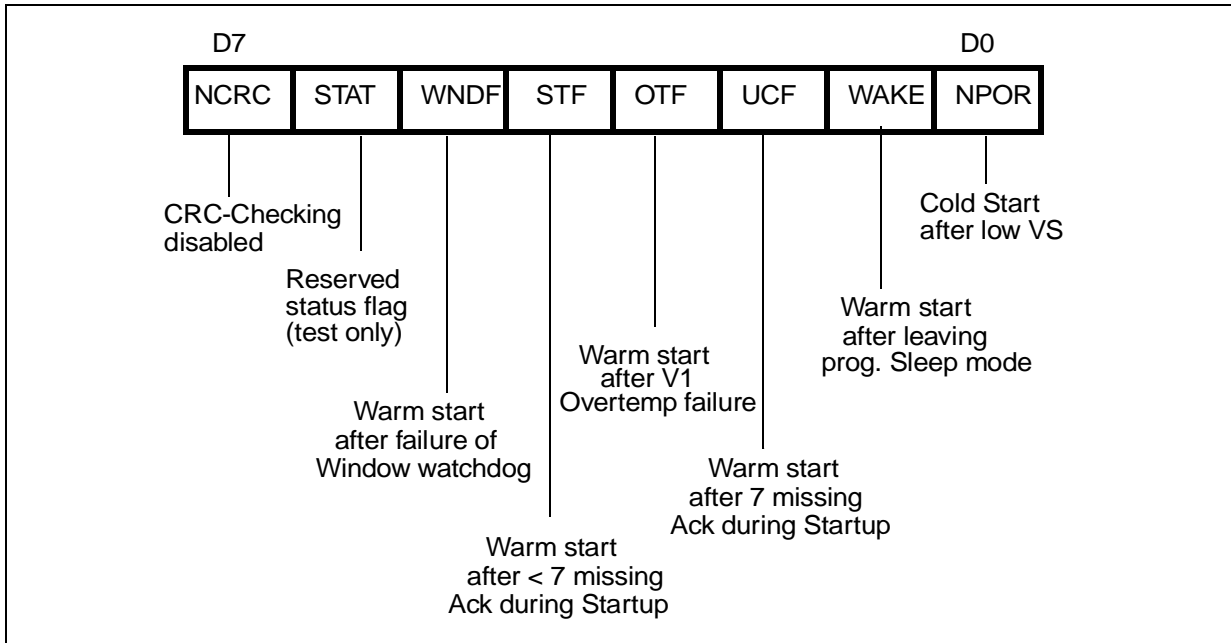 D7 D0
NCRC STAT WNDF STF OTF UCF WAKE NPOR
CRC-Checking
disabled
Reserved
status flag
(test only)
Warm start
after failure of
Window watchdog
Warm start
after < 7 missing
Ack during Startup
Warm start
after V1
Overtemp failure
Warm start
after 7 missing
Ack during Startup
Warm start
after leaving
prog. Sleep mode
Cold Start
after low VS